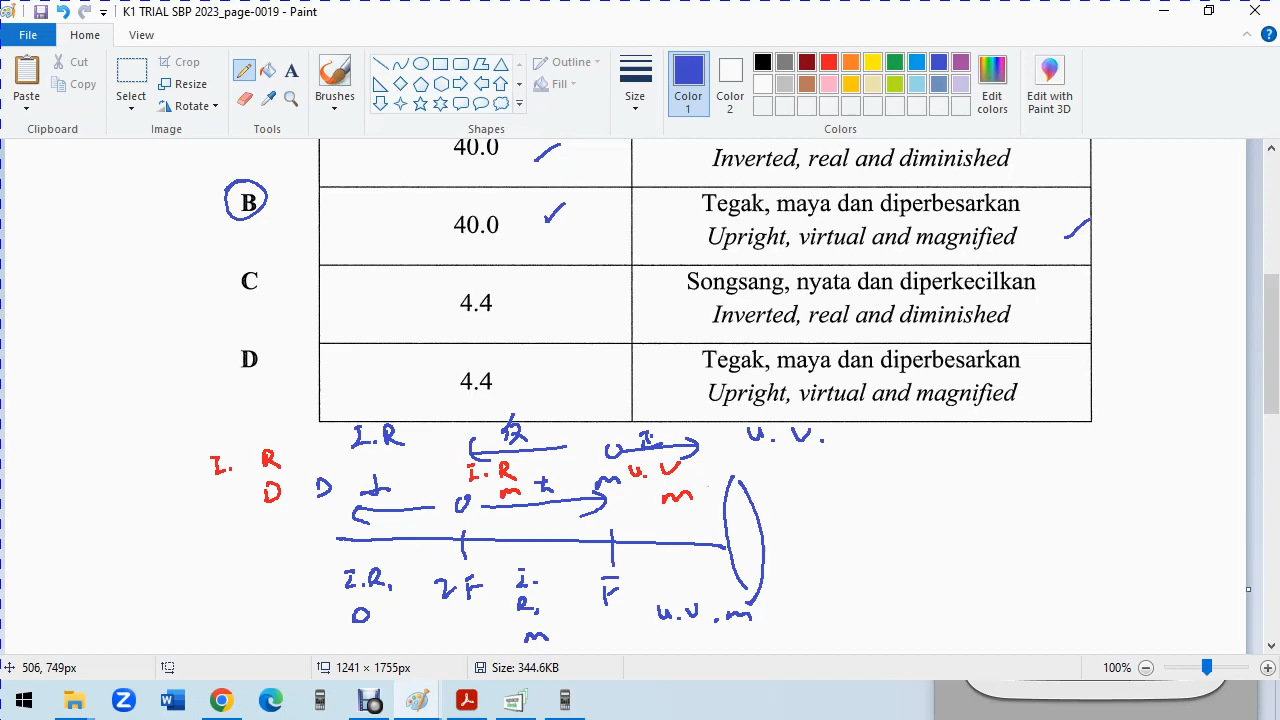 K1 TRIAL SBP 2023_page-0019 - Paint
File Home View
Paste
Cut
Copy
Clipboard
Select
Crop
Resize
Rotate
Image
A
Tools
Brushes
Outline
Fill
Shapes
Size
Color 1
Color 2
Edit colors
Colors
Edit with Paint 3D
40.0 Inverted, real and diminished
B 40.0 Tegak, maya dan diperbesarkan
Upright, virtual and magnified
C 4.4 Songsang, nyata dan diperkecilkan
Inverted, real and diminished
D 4.4 Tegak, maya dan diperbesarkan
Upright, virtual and magnified
I.R u. V.
I. R I.R u. V
D D m m m
I.R, 2F I. F u.V.m
D R,
m
506, 749px 1241 × 1755px Size: 344.6KB 100%